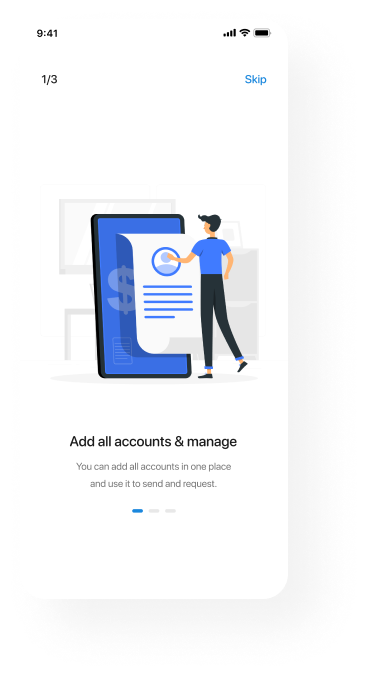 9:41
1/3
Skip
$
Add all accounts & manage
You can add all accounts in one place
and use it to send and request.